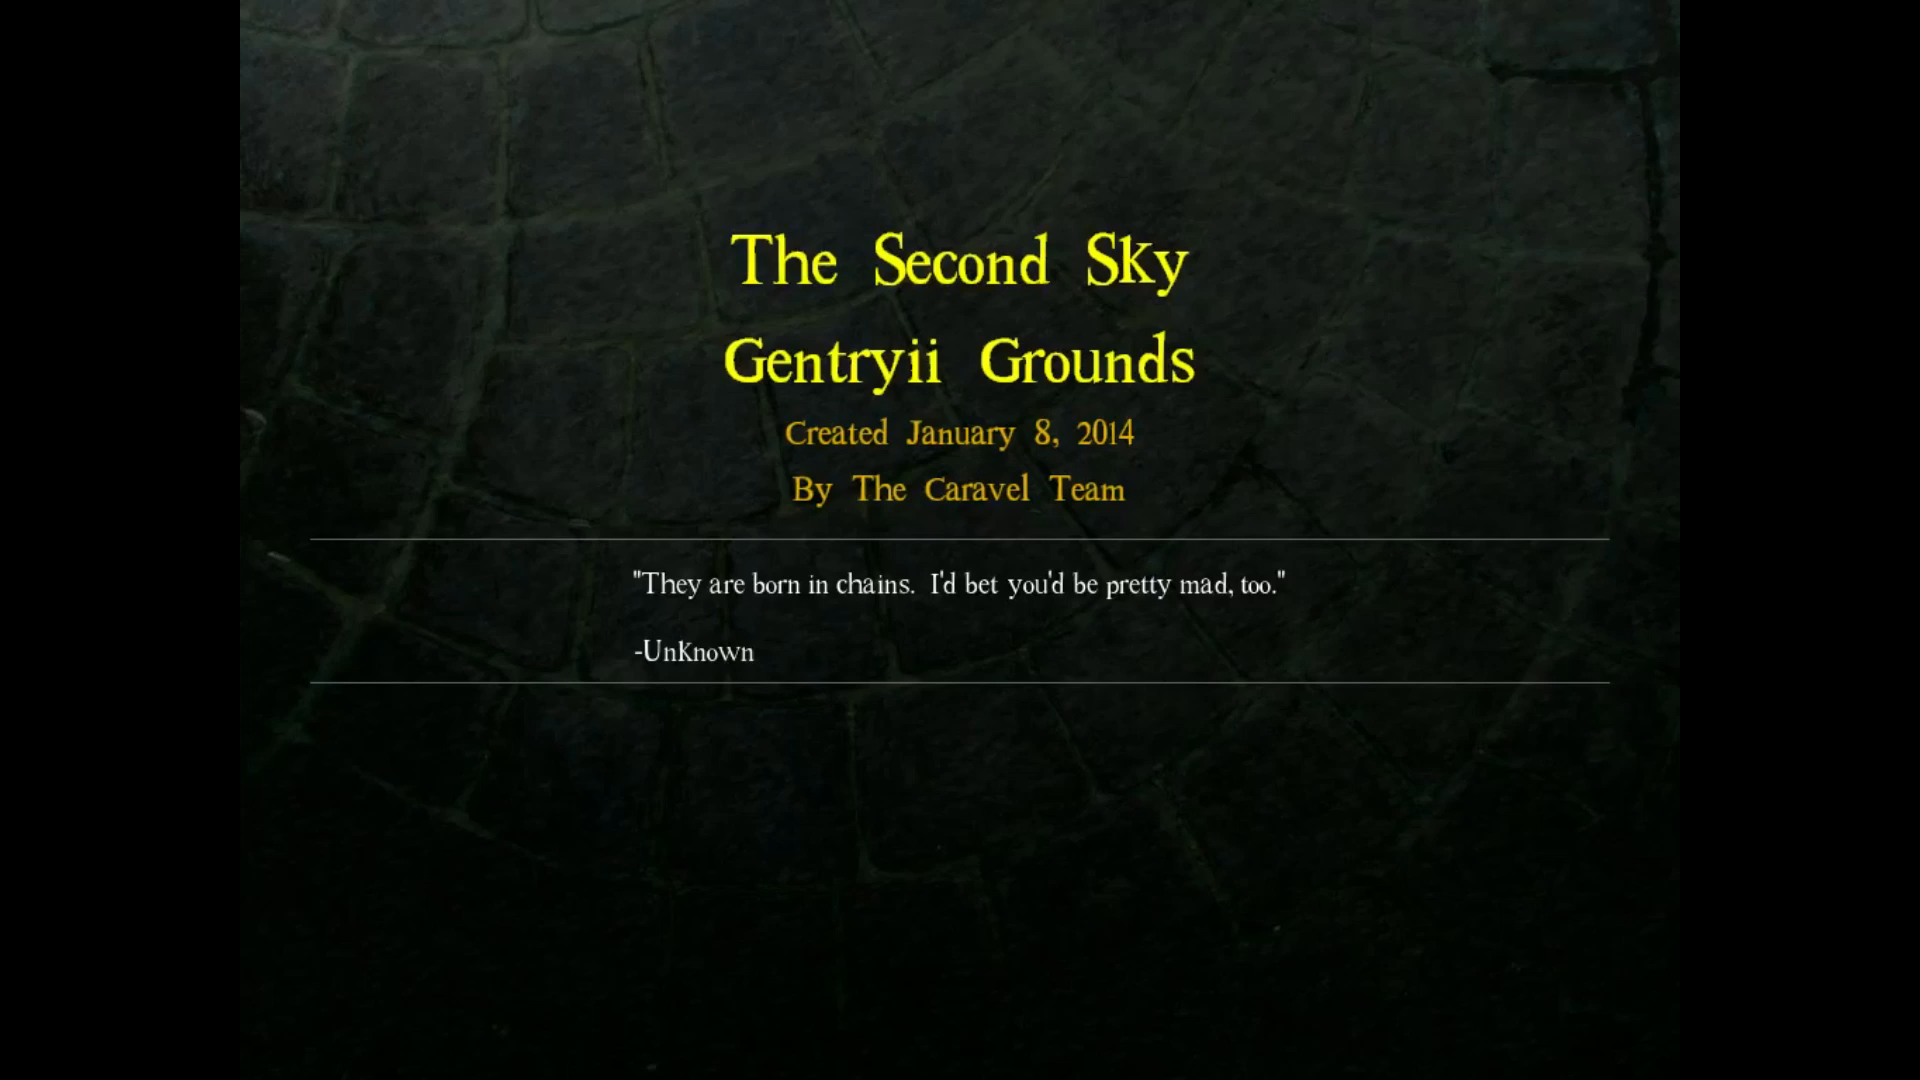 The Second Sky
Gentryii Grounds
Created January 8, 2014
By The Caravel Team
"They are born in chains.  I'd bet you'd be pretty mad, too."
-Unknown